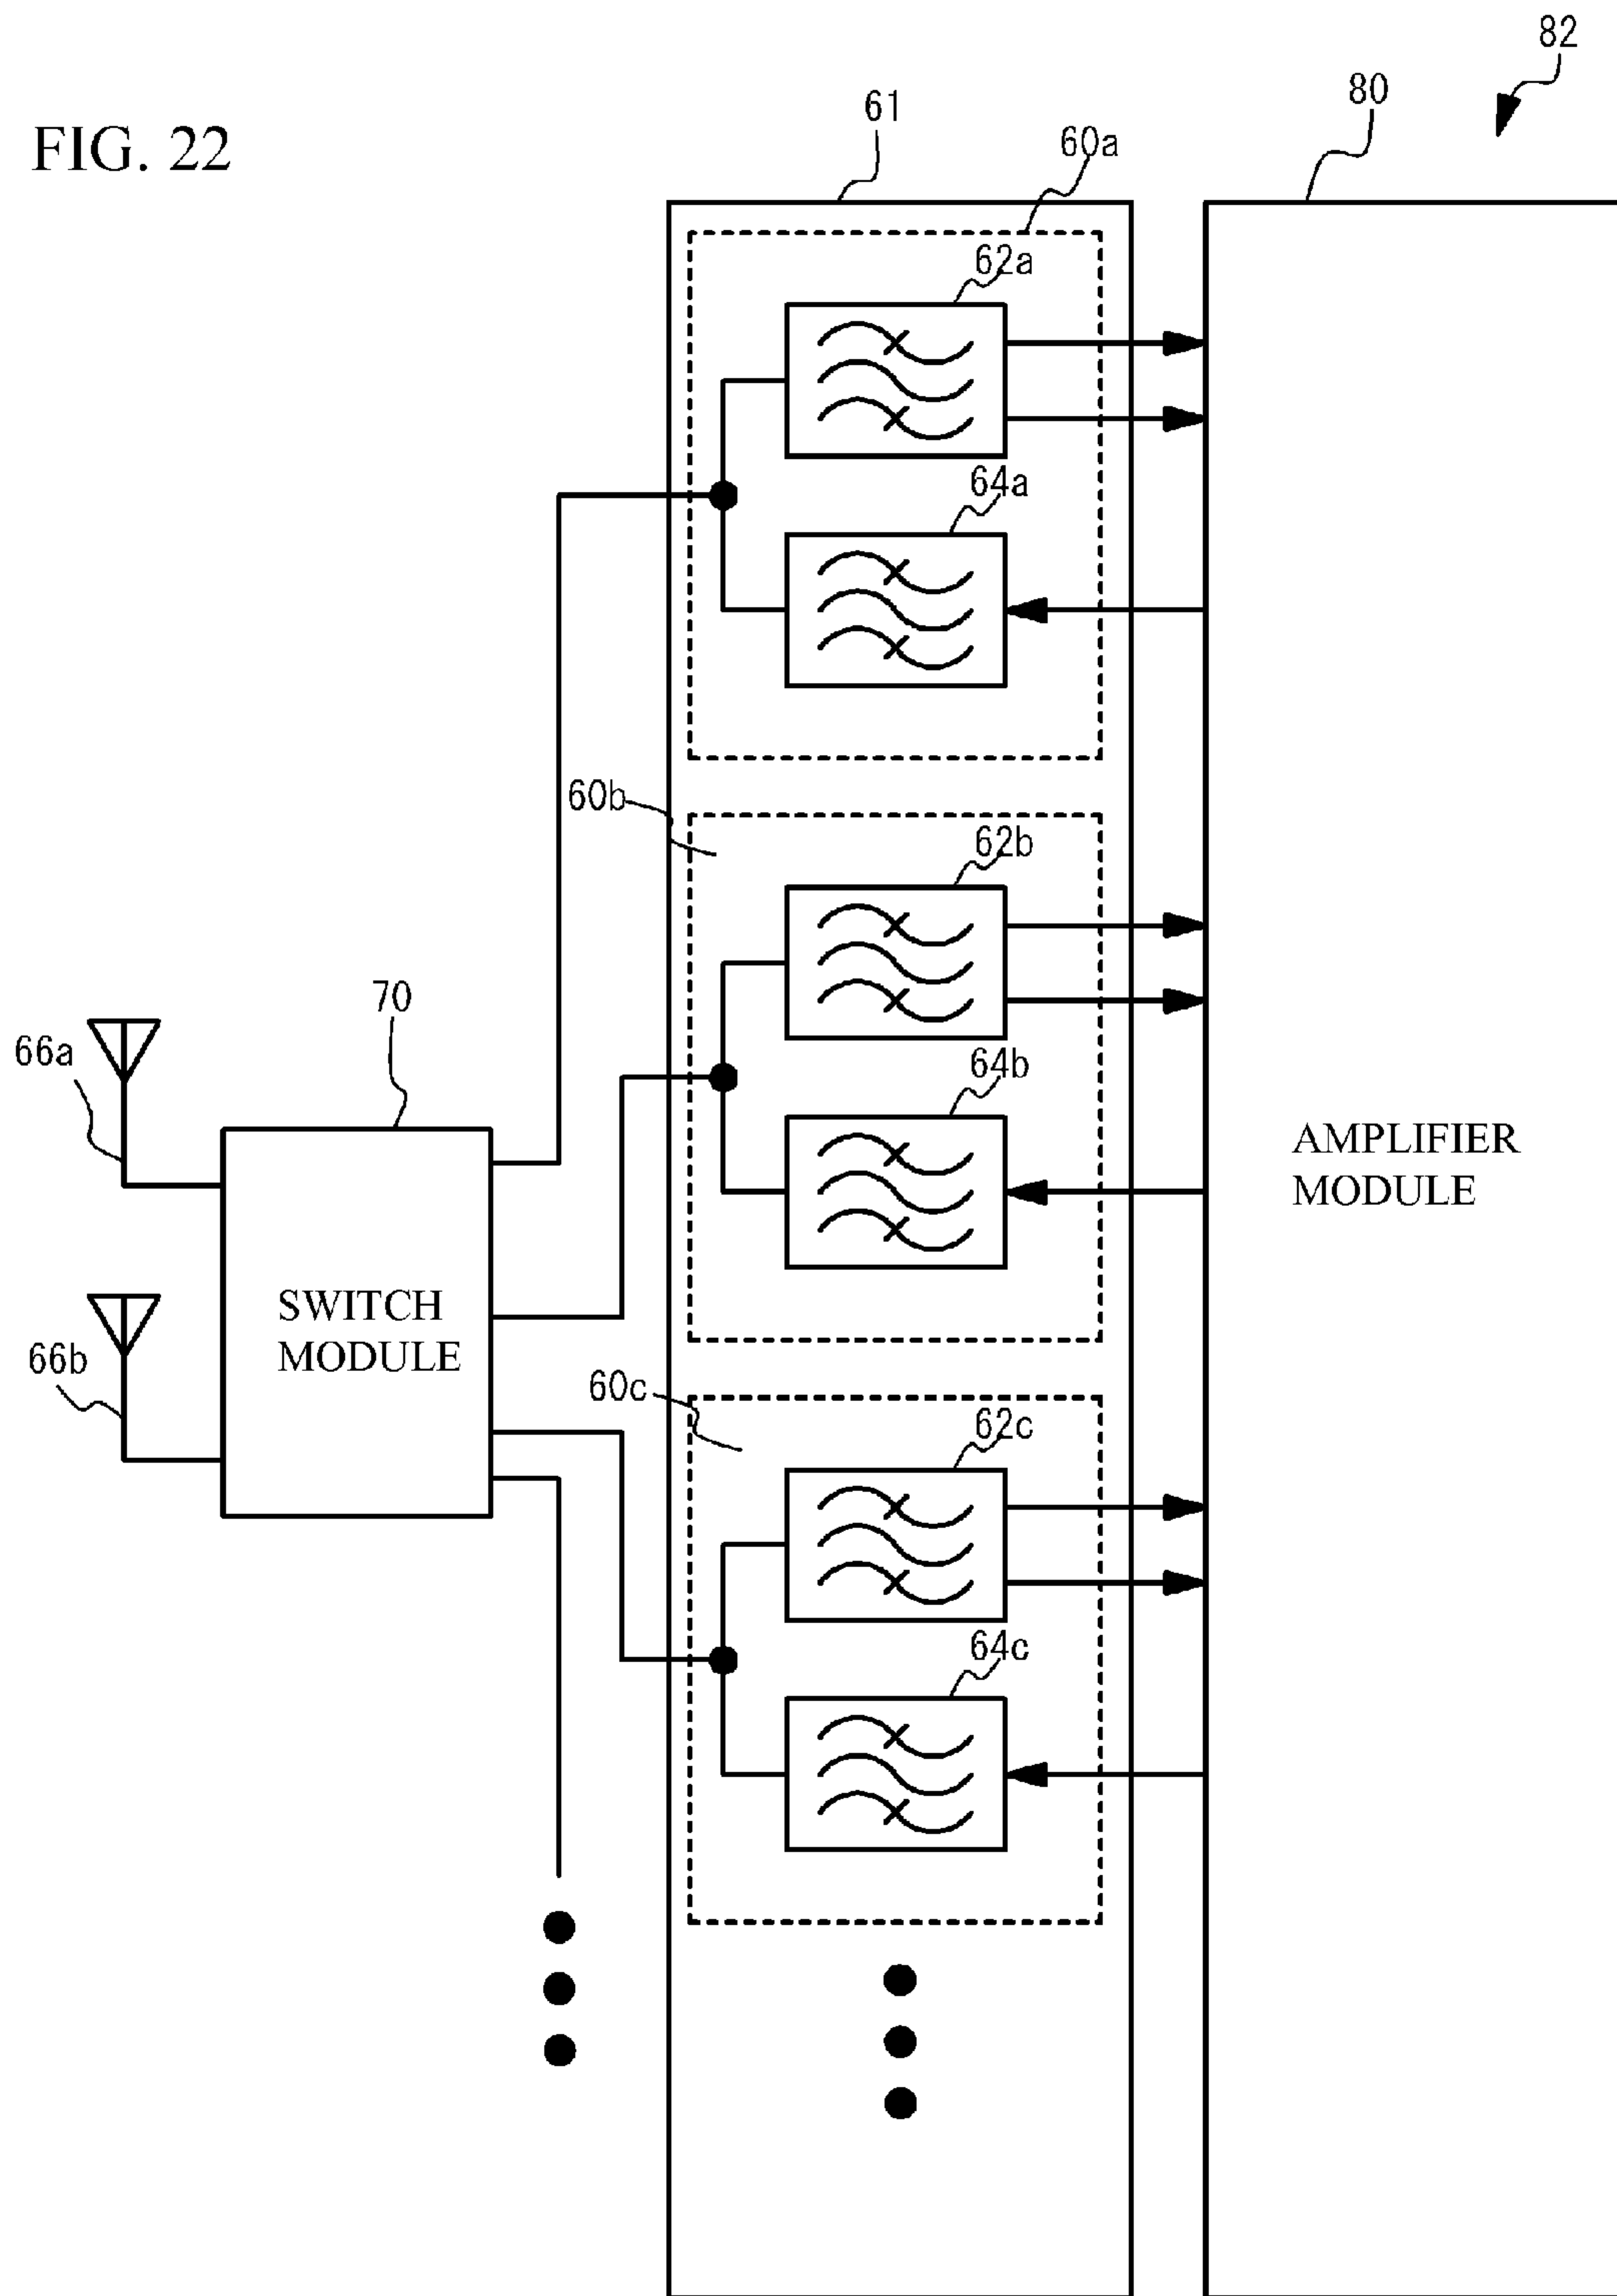 82
80
61
60a
FIG. 22
62a
64a
60b
62b
70
66a
64b
AMPLIFIER
MODULE
SWITCH
MODULE
66b
60c
62c
64c